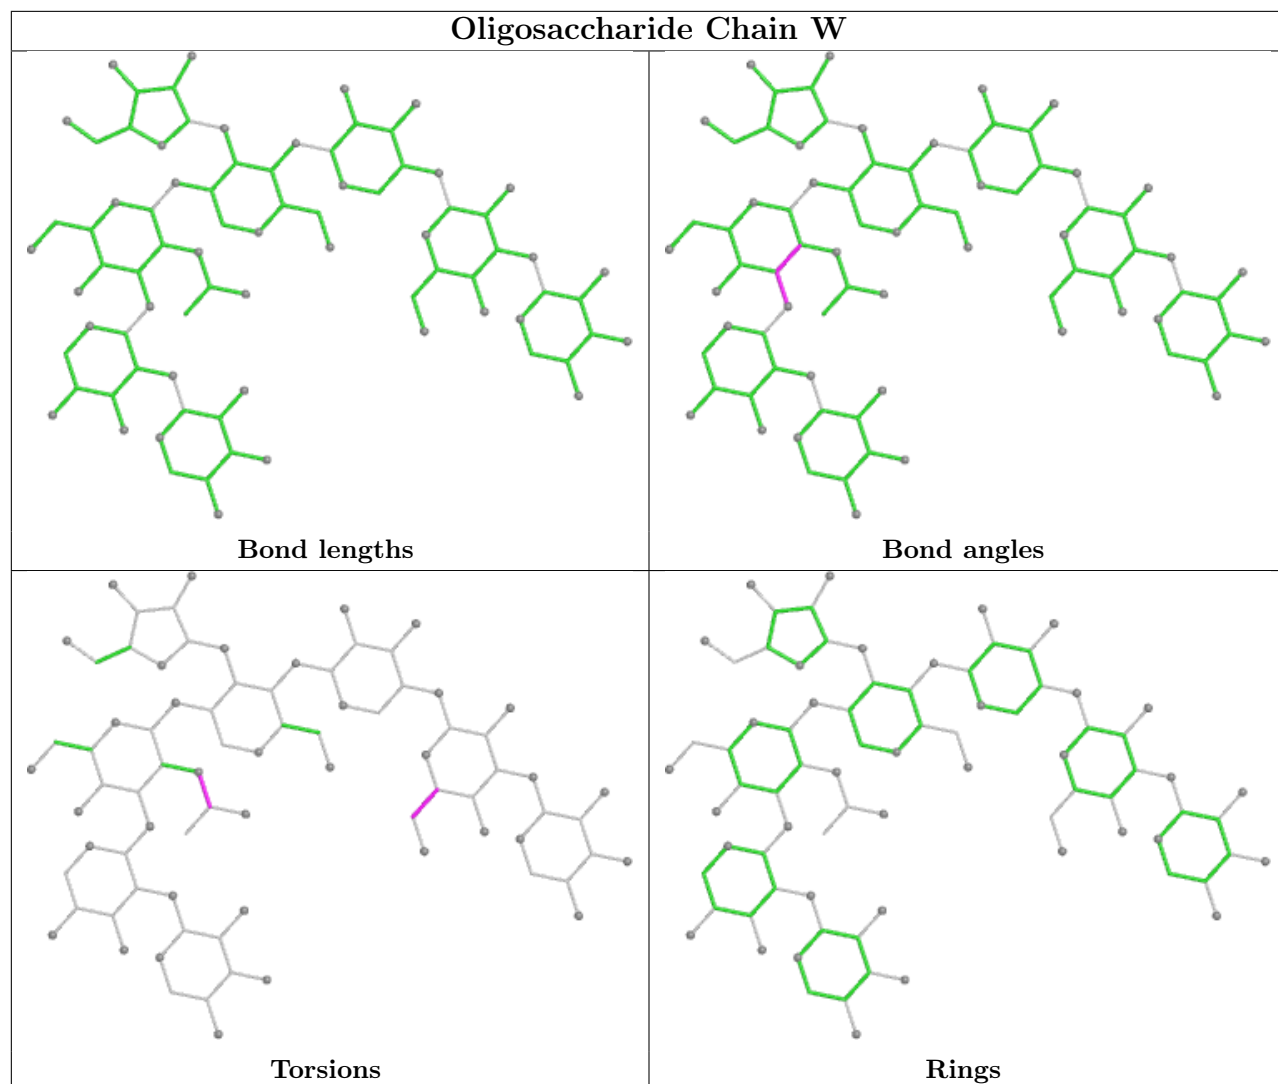 Oligosaccharide Chain W
Bond lengths
Bond angles
Torsions
Rings